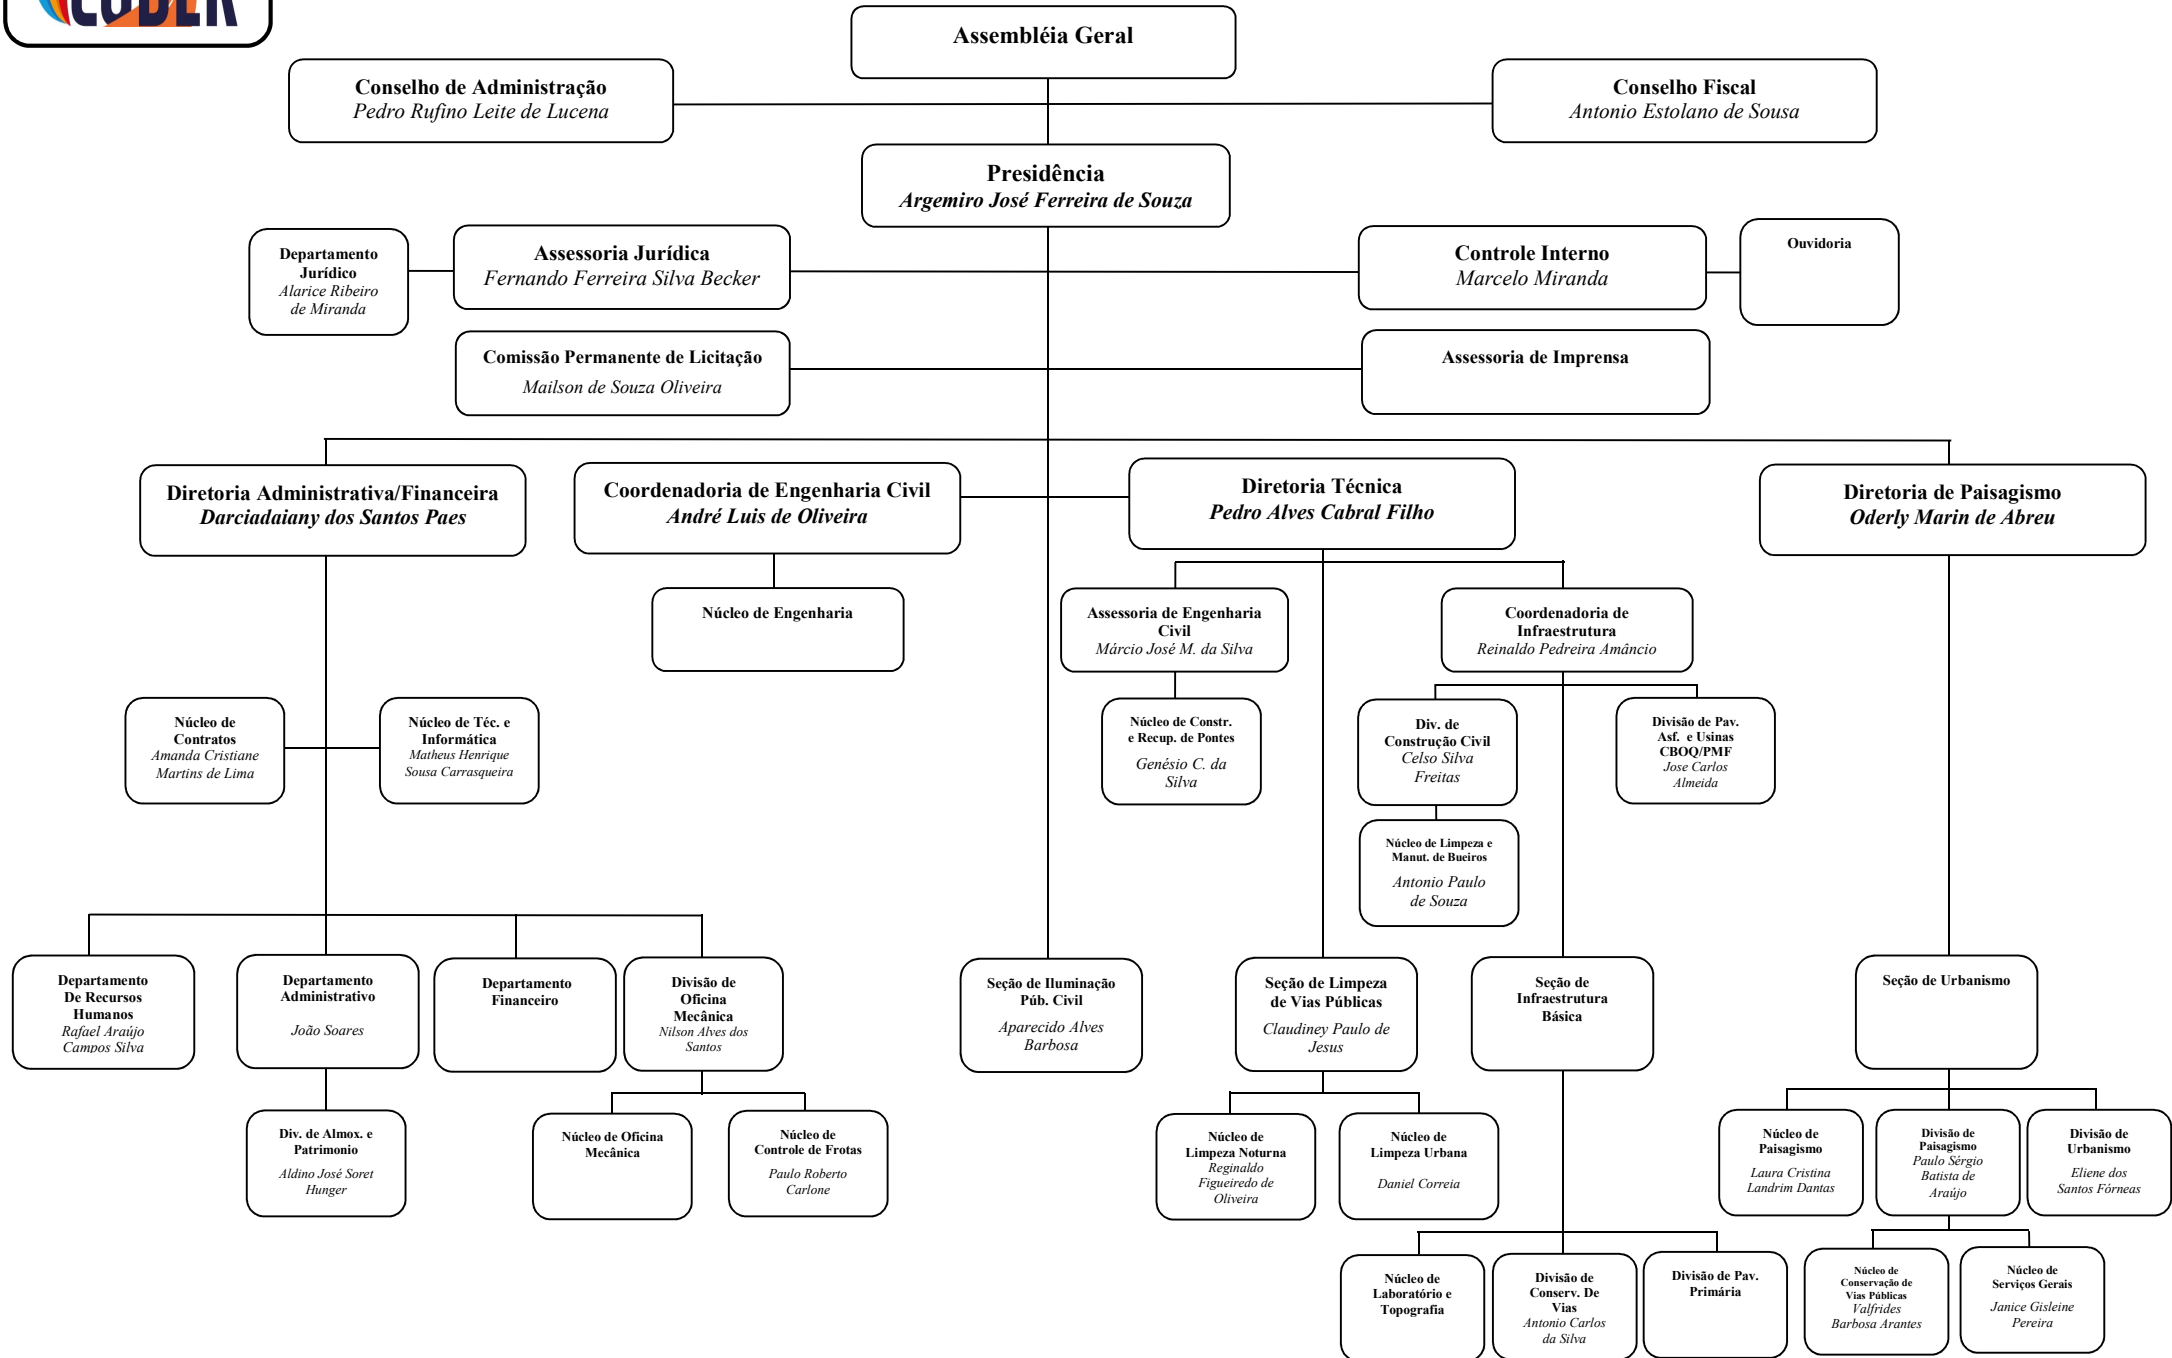 CODER
Assembléia Geral
Conselho de Administração
Pedro Rufino Leite de Lucena
Conselho Fiscal
Antonio Estolano de Sousa
Presidência
Argemiro José Ferreira de Souza
Departamento
Jurídico
Alarice Ribeiro
de Miranda
Assessoria Jurídica
Fernando Ferreira Silva Becker
Controle Interno
Marcelo Miranda
Ouvidoria
Comissão Permanente de Licitação
Mailson de Souza Oliveira
Assessoria de Imprensa
Diretoria Administrativa/Financeira
Darciadaiany dos Santos Paes
Coordenadoria de Engenharia Civil
André Luis de Oliveira
Diretoria Técnica
Pedro Alves Cabral Filho
Diretoria de Paisagismo
Oderly Marin de Abreu
Núcleo de Engenharia
Assessoria de Engenharia
Civil
Márcio José M. da Silva
Coordenadoria de
Infraestrutura
Reinaldo Pedreira Amâncio
Núcleo de
Contratos
Amanda Cristiane
Martins de Lima
Núcleo de Téc. e
Informática
Matheus Henrique
Sousa Carrasqueira
Núcleo de Constr.
e Recup. de Pontes
Genésio C. da
Silva
Div. de
Construção Civil
Celso Silva
Freitas
Divisão de Pav.
Asf. e Usinas
CBOQ/PMF
Jose Carlos
Almeida
Núcleo de Limpeza e
Manut. de Bueiros
Antonio Paulo
de Souza
Departamento
De Recursos
Humanos
Rafael Araújo
Campos Silva
Departamento
Administrativo
João Soares
Departamento
Financeiro
Divisão de
Oficina
Mecânica
Nilson Alves dos
Santos
Seção de Iluminação
Púb. Civil
Aparecido Alves
Barbosa
Seção de Limpeza
de Vias Públicas
Claudiney Paulo de
Jesus
Seção de
Infraestrutura
Básica
Seção de Urbanismo
Div. de Almox. e
Patrimonio
Aldino José Soret
Hunger
Núcleo de Oficina
Mecânica
Núcleo de
Controle de Frotas
Paulo Roberto
Carlone
Núcleo de
Limpeza Noturna
Reginaldo
Figueiredo de
Oliveira
Núcleo de
Limpeza Urbana
Daniel Correia
Núcleo de
Paisagismo
Laura Cristina
Landrim Dantas
Divisão de
Paisagismo
Paulo Sérgio
Batista de
Araújo
Divisão de
Urbanismo
Eliene dos
Santos Fórneas
Núcleo de
Laboratório e
Topografia
Divisão de
Conserv. De
Vias
Antonio Carlos
da Silva
Divisão de Pav.
Primária
Núcleo de
Conservação de
Vias Públicas
Valfrides
Barbosa Arantes
Núcleo de
Serviços Gerais
Janice Gisleine
Pereira